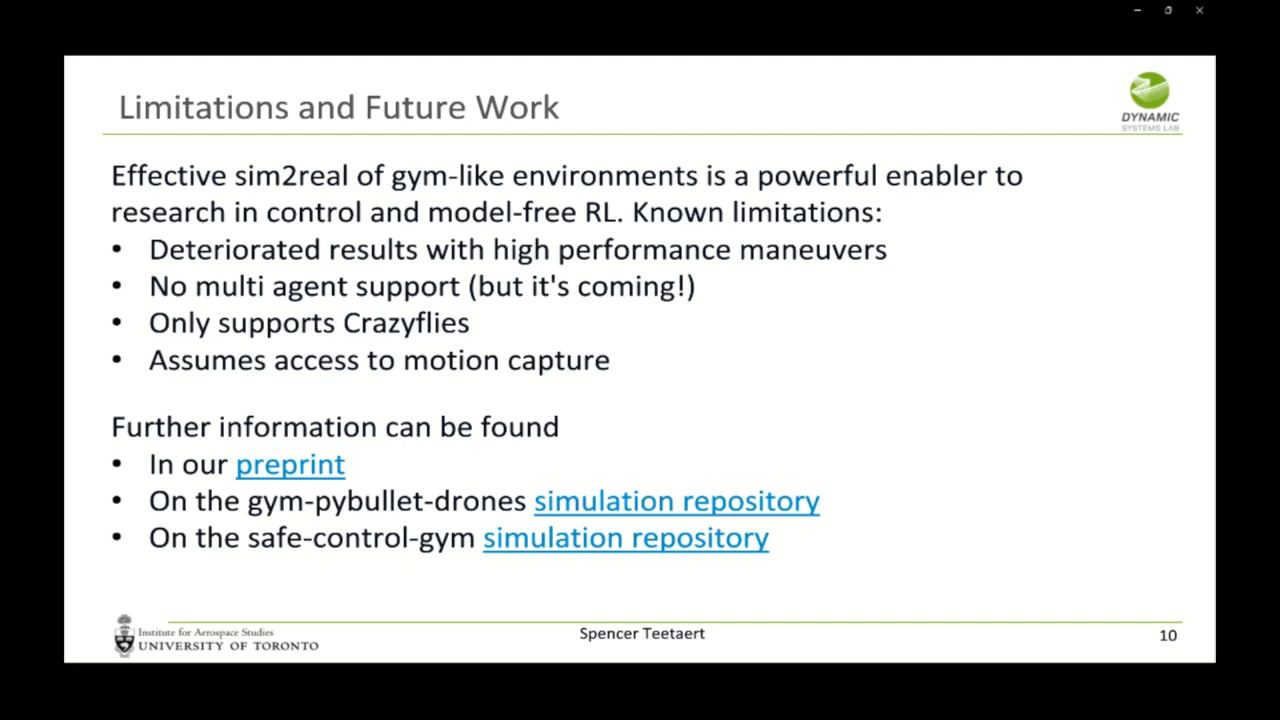 Limitations and Future Work
DYNAMIC
SYSTEMS LAB
Effective sim2real of gym-like environments is a powerful enabler to
research in control and model-free RL. Known limitations:
• Deteriorated results with high performance maneuvers
• No multi agent support (but it's coming!)
• Only supports Crazyflies
• Assumes access to motion capture
Further information can be found
• In our preprint
• On the gym-pybullet-drones simulation repository
• On the safe-control-gym simulation repository
Institute for Aerospace Studies
UNIVERSITY OF TORONTO
Spencer Teetaert
10